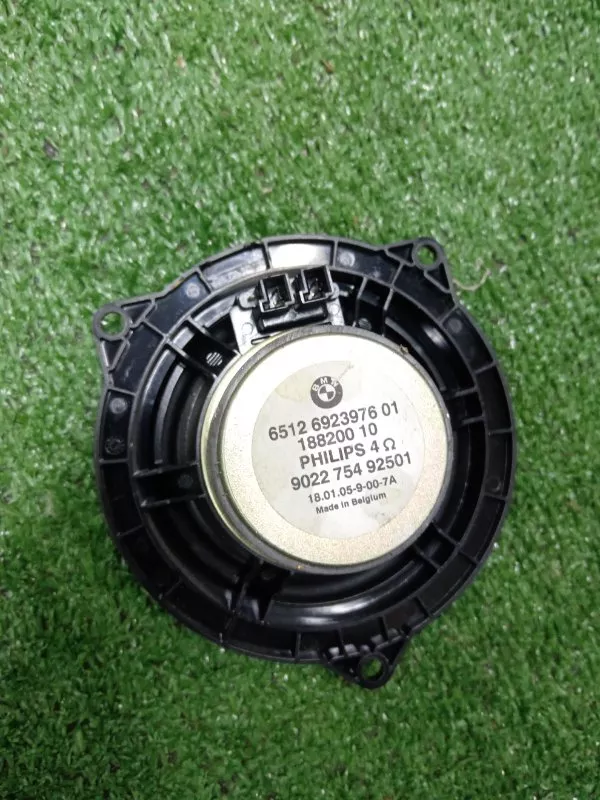 BMW
6512 6923976 01
188200 10
PHILIPS 4 Ω
9022 754 92501
18.01.05-9-00-7A
Made in Belgium